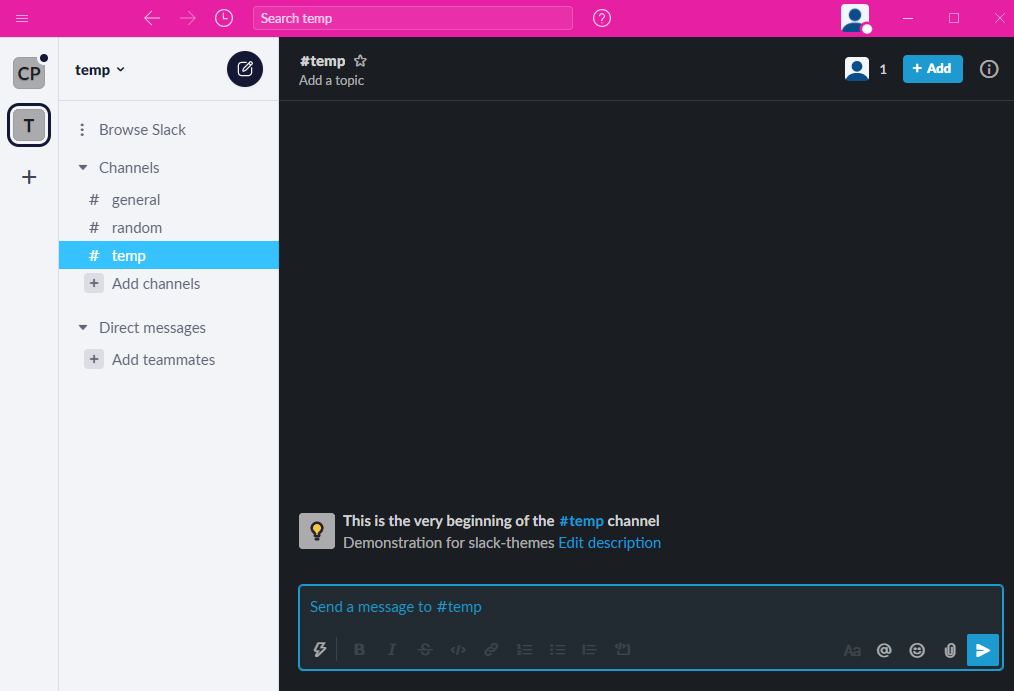 Search temp
CP
T
temp
Browse Slack
Channels
# general
# random
# temp
+ Add channels
Direct messages
+ Add teammates
#temp
Add a topic
1
+ Add
This is the very beginning of the #temp channel
Demonstration for slack-themes Edit description
Send a message to #temp
B I S </> Aa @